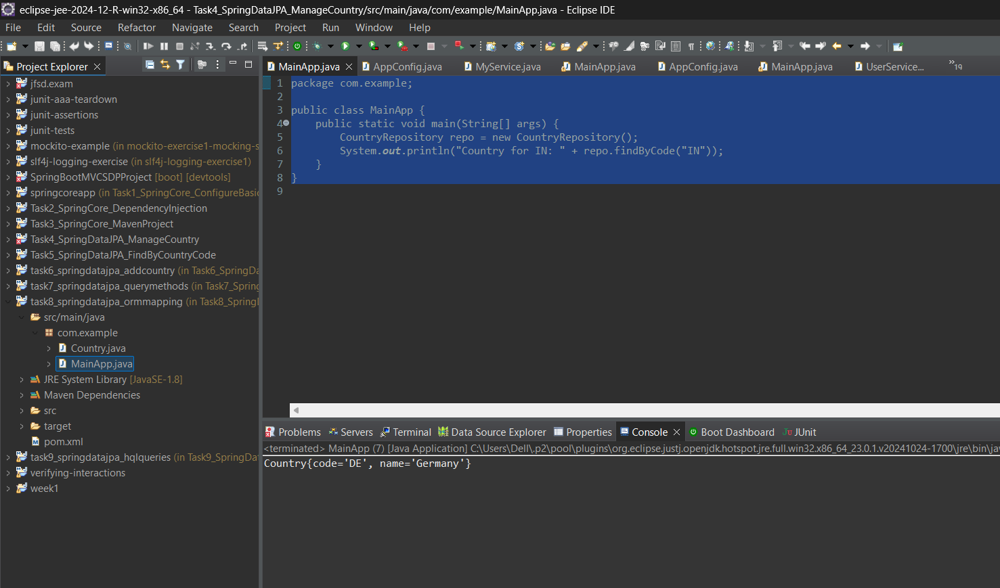 eclipse-jee-2024-12-R-win32-x86_64 - Task4_SpringDataJPA_ManageCountry/src/main/java/com/example/MainApp.java - Eclipse IDE
File Edit Source Refactor Navigate Search Project Run Window Help
Project Explorer
jfsd.exam
junit-aaa-teardown
junit-assertions
junit-tests
mockito-example (in mockito-exercise1-mocking-s
slf4j-logging-exercise (in slf4j-logging-exercise1)
SpringBootMVCSDPProject [boot] [devtools]
springcoreapp (in Task1_SpringCore_ConfigureBasic
Task2_SpringCore_DependencyInjection
Task3_SpringCore_MavenProject
Task4_SpringDataJPA_ManageCountry
Task5_SpringDataJPA_FindByCountryCode
task6_springdatajpa_addcountry (in Task6_SpringDa
task7_springdatajpa_querymethods (in Task7_Spring
task8_springdatajpa_ormmapping (in Task8_Spring
src/main/java
com.example
Country.java
MainApp.java
JRE System Library [JavaSE-1.8]
Maven Dependencies
src
target
pom.xml
task9_springdatajpa_hqlqueries (in Task9_SpringDat
verifying-interactions
week1
MainApp.java AppConfig.java MyService.java MainApp.java AppConfig.java MainApp.java UserService... »19
1 package com.example;
2
3 public class MainApp {
4 public static void main(String[] args) {
5 CountryRepository repo = new CountryRepository();
6 System.out.println("Country for IN: " + repo.findByCode("IN"));
7 }
8 }
9
Problems Servers Terminal Data Source Explorer Properties Console Boot Dashboard JUnit
<terminated> MainApp (7) [Java Application] C:\Users\Dell\.p2\pool\plugins\org.eclipse.justj.openjdk.hotspot.jre.full.win32.x86_64_23.0.1.v20241024-1700\jre\bin\jav
Country{code='DE', name='Germany'}